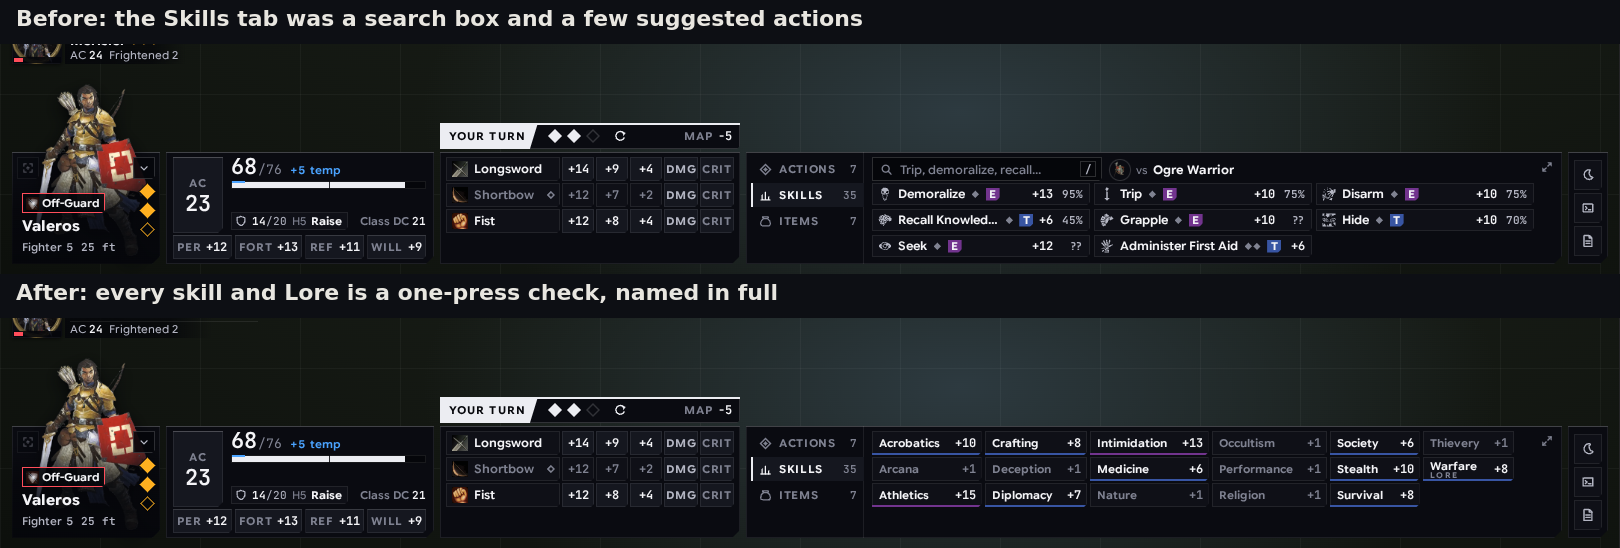 Before: the Skills tab was a search box and a few suggested actions
AC 24 Frightened 2
YOUR TURN MAP -5
Off-Guard
Valeros
Fighter 5 25 ft
AC
23
68/76 +5 temp
14/20 H5 Raise Class DC 21
PER +12 FORT +13 REF +11 WILL +9
Longsword +14 +9 +4 DMG CRIT
Shortbow +12 +7 +2 DMG CRIT
Fist +12 +8 +4 DMG CRIT
ACTIONS 7
SKILLS 35
ITEMS 7
Trip, demoralize, recall... / vs Ogre Warrior
Demoralize E +13 95% Trip E +10 75% Disarm E +10 75%
Recall Knowled... T +6 45% Grapple E +10 ?? Hide T +10 70%
Seek E +12 ?? Administer First Aid T +6
After: every skill and Lore is a one-press check, named in full
AC 24 Frightened 2
YOUR TURN MAP -5
Off-Guard
Valeros
Fighter 5 25 ft
AC
23
68/76 +5 temp
14/20 H5 Raise Class DC 21
PER +12 FORT +13 REF +11 WILL +9
Longsword +14 +9 +4 DMG CRIT
Shortbow +12 +7 +2 DMG CRIT
Fist +12 +8 +4 DMG CRIT
ACTIONS 7
SKILLS 35
ITEMS 7
Acrobatics +10 Crafting +8 Intimidation +13 Occultism +1 Society +6 Thievery +1
Arcana +1 Deception +1 Medicine +6 Performance +1 Stealth +10 Warfare +8
LORE
Athletics +15 Diplomacy +7 Nature +1 Religion +1 Survival +8